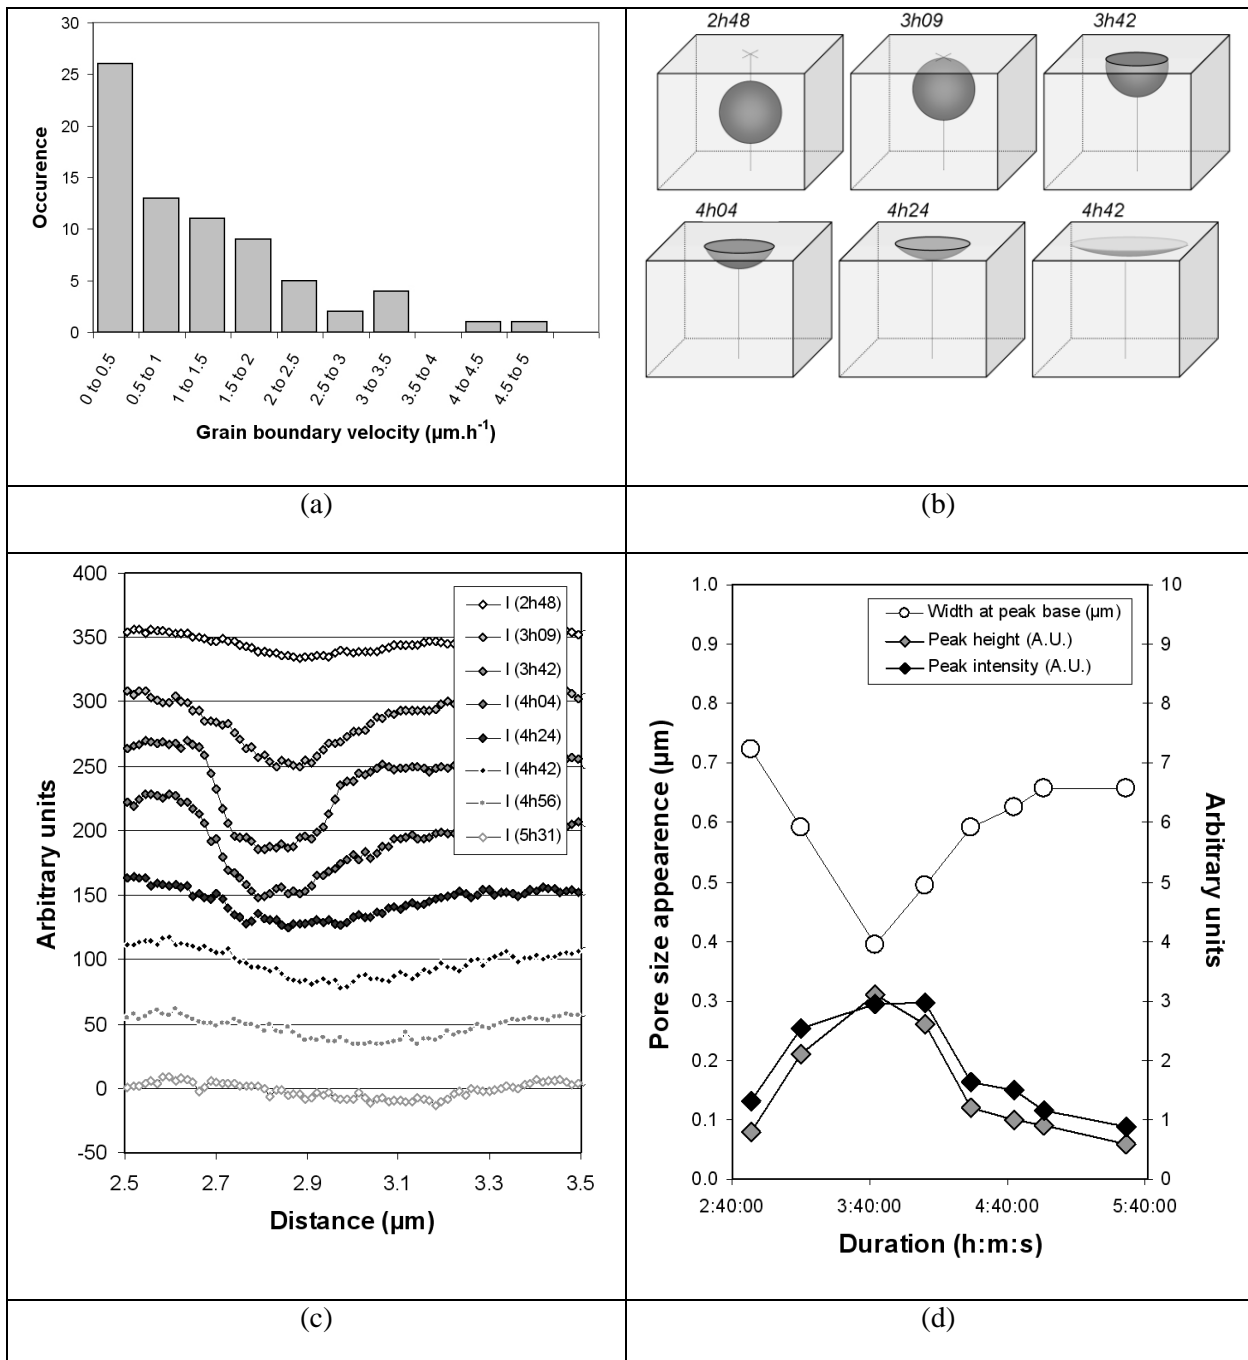 30
25
20
15
10
5
0
Occurence
0 to 0.5
0.5 to 1
1 to 1.5
1.5 to 2
2 to 2.5
2.5 to 3
3 to 3.5
3.5 to 4
4 to 4.5
4.5 to 5
Grain boundary velocity (µm.h-1)
2h48
3h09
3h42
4h04
4h24
4h42
(a)
(b)
400
350
300
250
200
150
100
50
0
-50
Arbitrary units
I (2h48)
I (3h09)
I (3h42)
I (4h04)
I (4h24)
I (4h42)
I (4h56)
I (5h31)
2.5 2.7 2.9 3.1 3.3 3.5
Distance (µm)
1.0
0.9
0.8
0.7
0.6
0.5
0.4
0.3
0.2
0.1
0.0
Pore size appearence (µm)
Width at peak base (µm)
Peak height (A.U.)
Peak intensity (A.U.)
10
9
8
7
6
5
4
3
2
1
0
Arbitrary units
2:40:00 3:40:00 4:40:00 5:40:00
Duration (h:m:s)
(c)
(d)